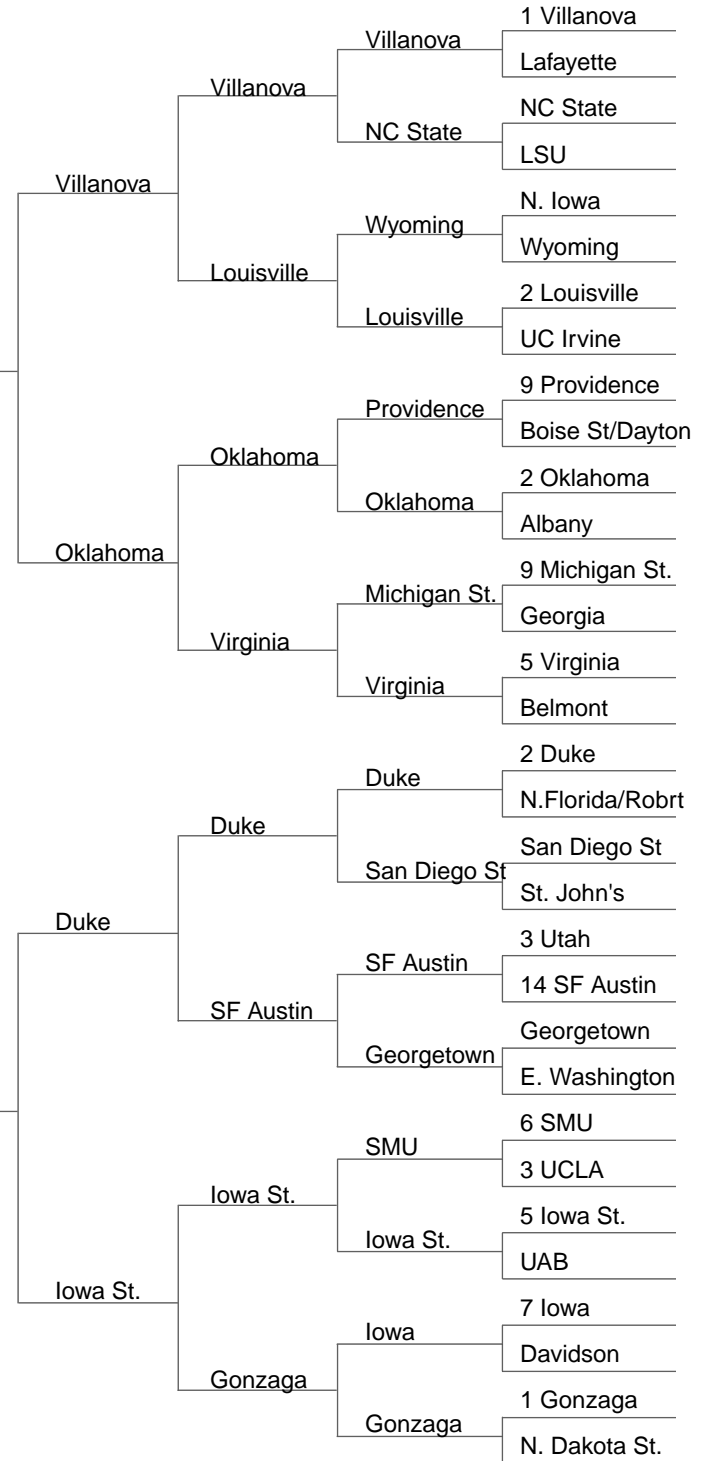 1 Villanova
Villanova
Lafayette
Villanova
NC State
NC State
LSU
Villanova
N. Iowa
Wyoming
Wyoming
Louisville
2 Louisville
Louisville
UC Irvine
9 Providence
Providence
Boise St/Dayton
Oklahoma
2 Oklahoma
Oklahoma
Albany
Oklahoma
9 Michigan St.
Michigan St.
Georgia
Virginia
5 Virginia
Virginia
Belmont
2 Duke
Duke
N.Florida/Robrt
Duke
San Diego St
San Diego St
St. John's
Duke
3 Utah
SF Austin
14 SF Austin
SF Austin
Georgetown
Georgetown
E. Washington
6 SMU
SMU
3 UCLA
Iowa St.
5 Iowa St.
Iowa St.
UAB
Iowa St.
7 Iowa
Iowa
Davidson
Gonzaga
1 Gonzaga
Gonzaga
N. Dakota St.